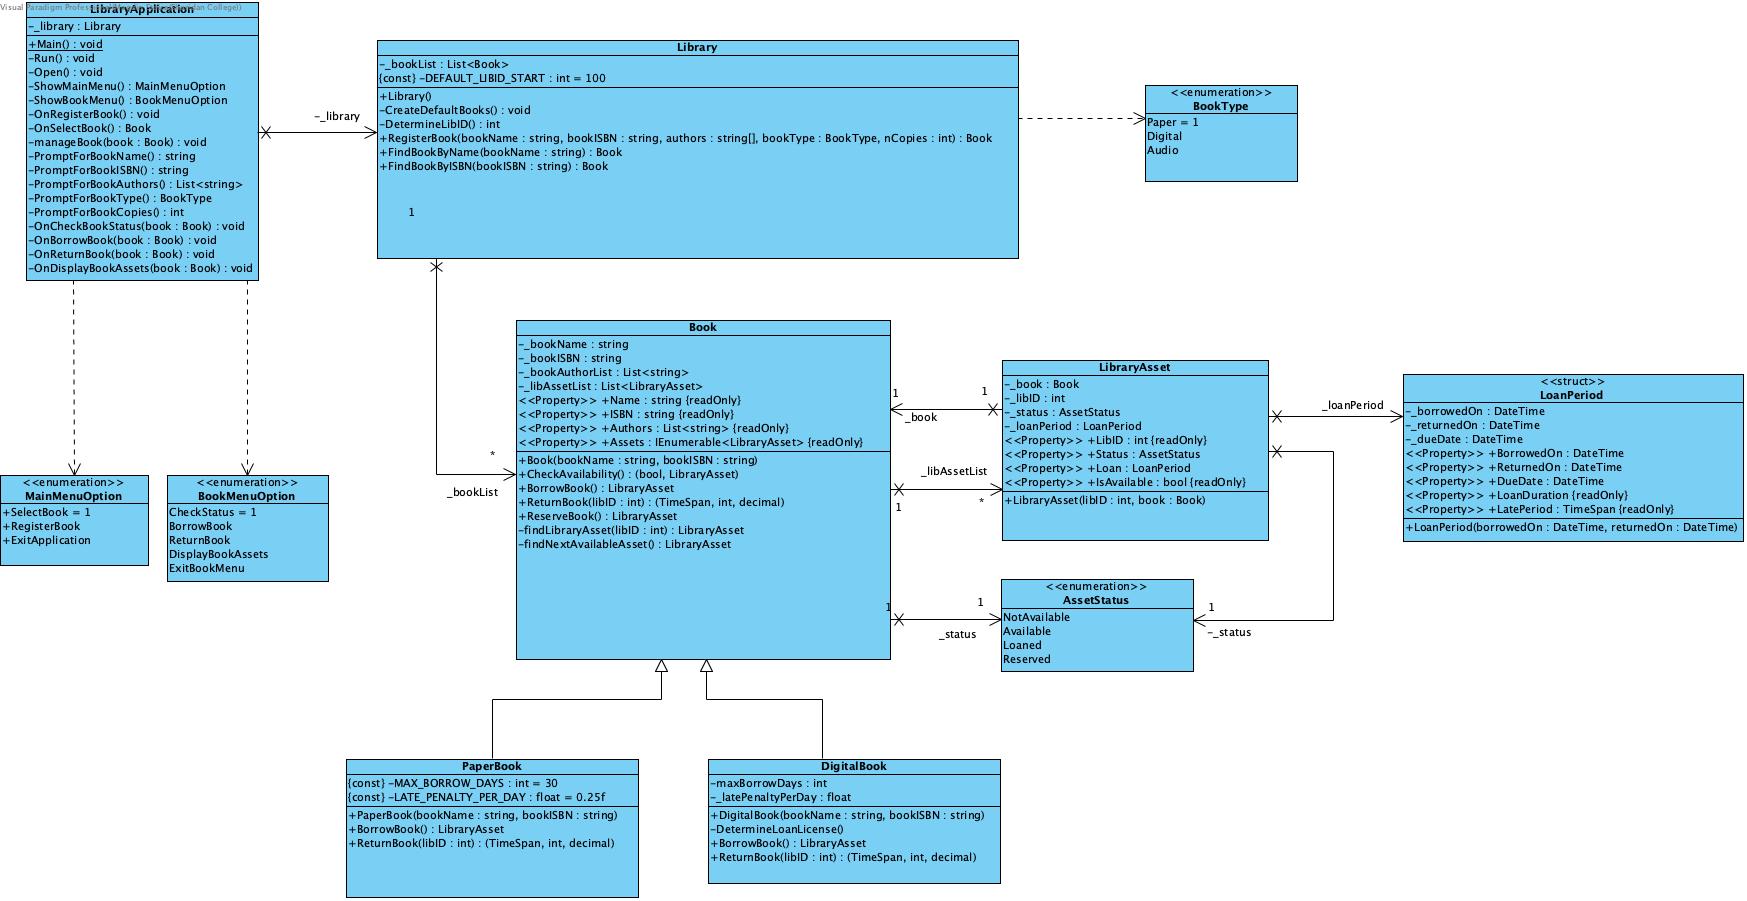 Visual Paradigm Profess
an College))
LibraryApplication
-_library : Library
+Main() : void
-Run() : void
-Open() : void
-ShowMainMenu() : MainMenuOption
-ShowBookMenu() : BookMenuOption
-OnRegisterBook() : void
-OnSelectBook() : Book
-manageBook(book : Book) : void
-PromptForBookName() : string
-PromptForBookISBN() : string
-PromptForBookAuthors() : List<string>
-PromptForBookType() : BookType
-PromptForBookCopies() : int
-OnCheckBookStatus(book : Book) : void
-OnBorrowBook(book : Book) : void
-OnReturnBook(book : Book) : void
-OnDisplayBookAssets(book : Book) : void
-_library
Library
-_bookList : List<Book>
{const} -DEFAULT_LIBID_START : int = 100
+Library()
-CreateDefaultBooks() : void
-DetermineLibID() : int
+RegisterBook(bookName : string, bookISBN : string, authors : string[], bookType : BookType, nCopies : int) : Book
+FindBookByName(bookName : string) : Book
+FindBookByISBN(bookISBN : string) : Book
1
<<enumeration>>
BookType
Paper = 1
Digital
Audio
*
_bookList
Book
-_bookName : string
-_bookISBN : string
-_bookAuthorList : List<string>
-_libAssetList : List<LibraryAsset>
<<Property>> +Name : string {readOnly}
<<Property>> +ISBN : string {readOnly}
<<Property>> +Authors : List<string> {readOnly}
<<Property>> +Assets : IEnumerable<LibraryAsset> {readOnly}
+Book(bookName : string, bookISBN : string)
+CheckAvailability() : (bool, LibraryAsset)
+BorrowBook() : LibraryAsset
+ReturnBook(libID : int) : (TimeSpan, int, decimal)
+ReserveBook() : LibraryAsset
-findLibraryAsset(libID : int) : LibraryAsset
-findNextAvailableAsset() : LibraryAsset
1
1
_book
_libAssetList
1
*
1
1
_status
LibraryAsset
-_book : Book
-_libID : int
-_status : AssetStatus
-_loanPeriod : LoanPeriod
<<Property>> +LibID : int {readOnly}
<<Property>> +Status : AssetStatus
<<Property>> +Loan : LoanPeriod
<<Property>> +IsAvailable : bool {readOnly}
+LibraryAsset(libID : int, book : Book)
_loanPeriod
<<struct>>
LoanPeriod
-_borrowedOn : DateTime
-_returnedOn : DateTime
-_dueDate : DateTime
<<Property>> +BorrowedOn : DateTime
<<Property>> +ReturnedOn : DateTime
<<Property>> +DueDate : DateTime
<<Property>> +LoanDuration {readOnly}
<<Property>> +LatePeriod : TimeSpan {readOnly}
+LoanPeriod(borrowedOn : DateTime, returnedOn : DateTime)
<<enumeration>>
AssetStatus
NotAvailable
Available
Loaned
Reserved
1
-_status
<<enumeration>>
MainMenuOption
+SelectBook = 1
+RegisterBook
+ExitApplication
<<enumeration>>
BookMenuOption
CheckStatus = 1
BorrowBook
ReturnBook
DisplayBookAssets
ExitBookMenu
PaperBook
{const} -MAX_BORROW_DAYS : int = 30
{const} -LATE_PENALTY_PER_DAY : float = 0.25f
+PaperBook(bookName : string, bookISBN : string)
+BorrowBook() : LibraryAsset
+ReturnBook(libID : int) : (TimeSpan, int, decimal)
DigitalBook
-maxBorrowDays : int
-_latePenaltyPerDay : float
+DigitalBook(bookName : string, bookISBN : string)
-DetermineLoanLicense()
+BorrowBook() : LibraryAsset
+ReturnBook(libID : int) : (TimeSpan, int, decimal)